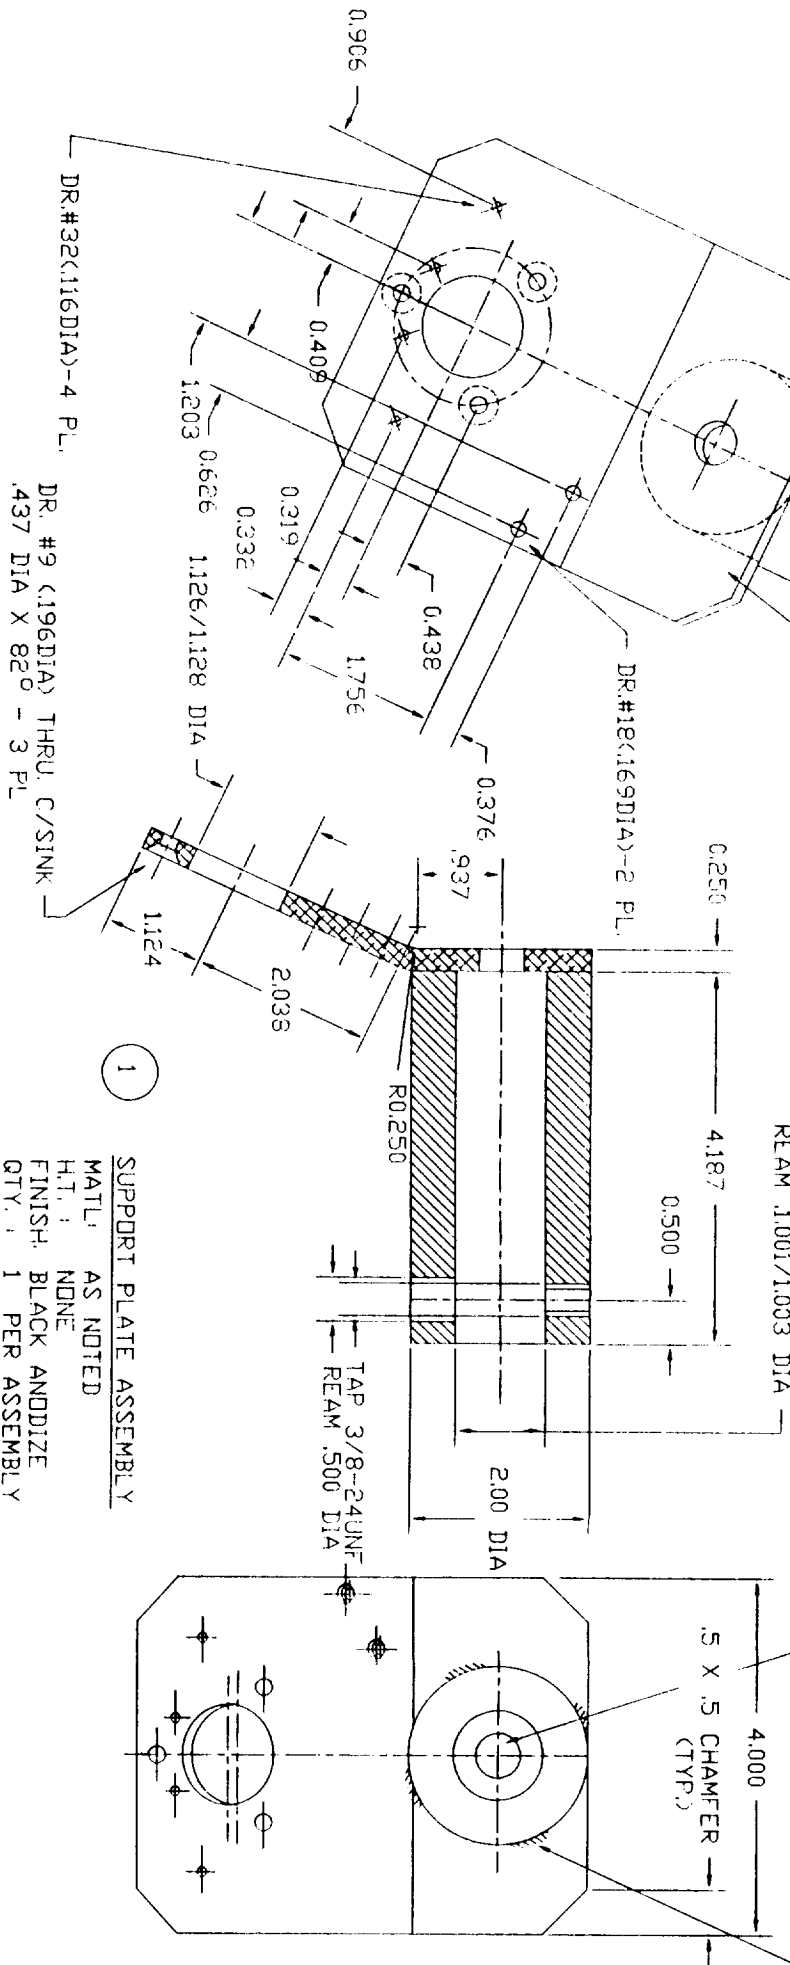 REAM 1.001/1.003 DIA
0.250
4.187
0.500
.937
R0.250
2.038
1.124
1.126/1.128 DIA
TAP 3/8-24UNF
REAM .500 DIA
2.00 DIA
4.000
.5 X .5 CHAMFER
(TYP.)
DR.#18(.169DIA)-2 PL.
0.376
1.756
0.438
0.319
0.332
0.626
1.203
0.409
0.906
DR.#32(.116DIA)-4 PL.
DR. #9 (.196DIA) THRU. C/SINK
.437 DIA X 82° - 3 PL
1
SUPPORT PLATE ASSEMBLY
MATL: AS NOTED
H.T. : NONE
FINISH: BLACK ANODIZE
QTY. : 1 PER ASSEMBLY